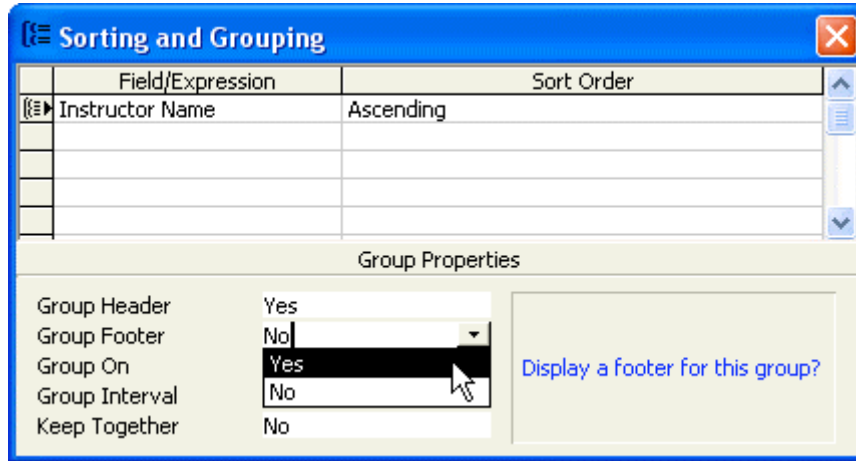 Sorting and Grouping
Field/Expression Sort Order
Instructor Name Ascending
Group Properties
Group Header Yes
Group Footer No
Group On Yes
Group Interval No
Keep Together No
Display a footer for this group?